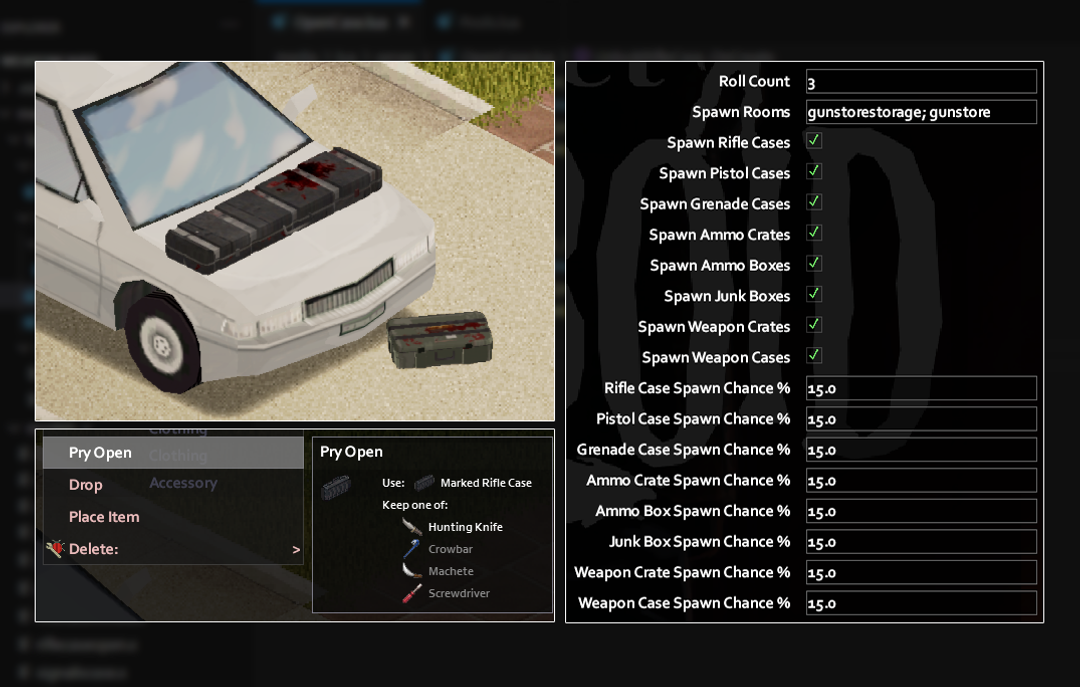 Pry Open
Drop
Place Item
Delete: >
Clothing
Clothing
Accessory
Pry Open
Use: Marked Rifle Case
Keep one of:
Hunting Knife
Crowbar
Machete
Screwdriver
Roll Count 3
Spawn Rooms gunstorestorage; gunstore
Spawn Rifle Cases
Spawn Pistol Cases
Spawn Grenade Cases
Spawn Ammo Crates
Spawn Ammo Boxes
Spawn Junk Boxes
Spawn Weapon Crates
Spawn Weapon Cases
Rifle Case Spawn Chance % 15.0
Pistol Case Spawn Chance % 15.0
Grenade Case Spawn Chance % 15.0
Ammo Crate Spawn Chance % 15.0
Ammo Box Spawn Chance % 15.0
Junk Box Spawn Chance % 15.0
Weapon Crate Spawn Chance % 15.0
Weapon Case Spawn Chance % 15.0